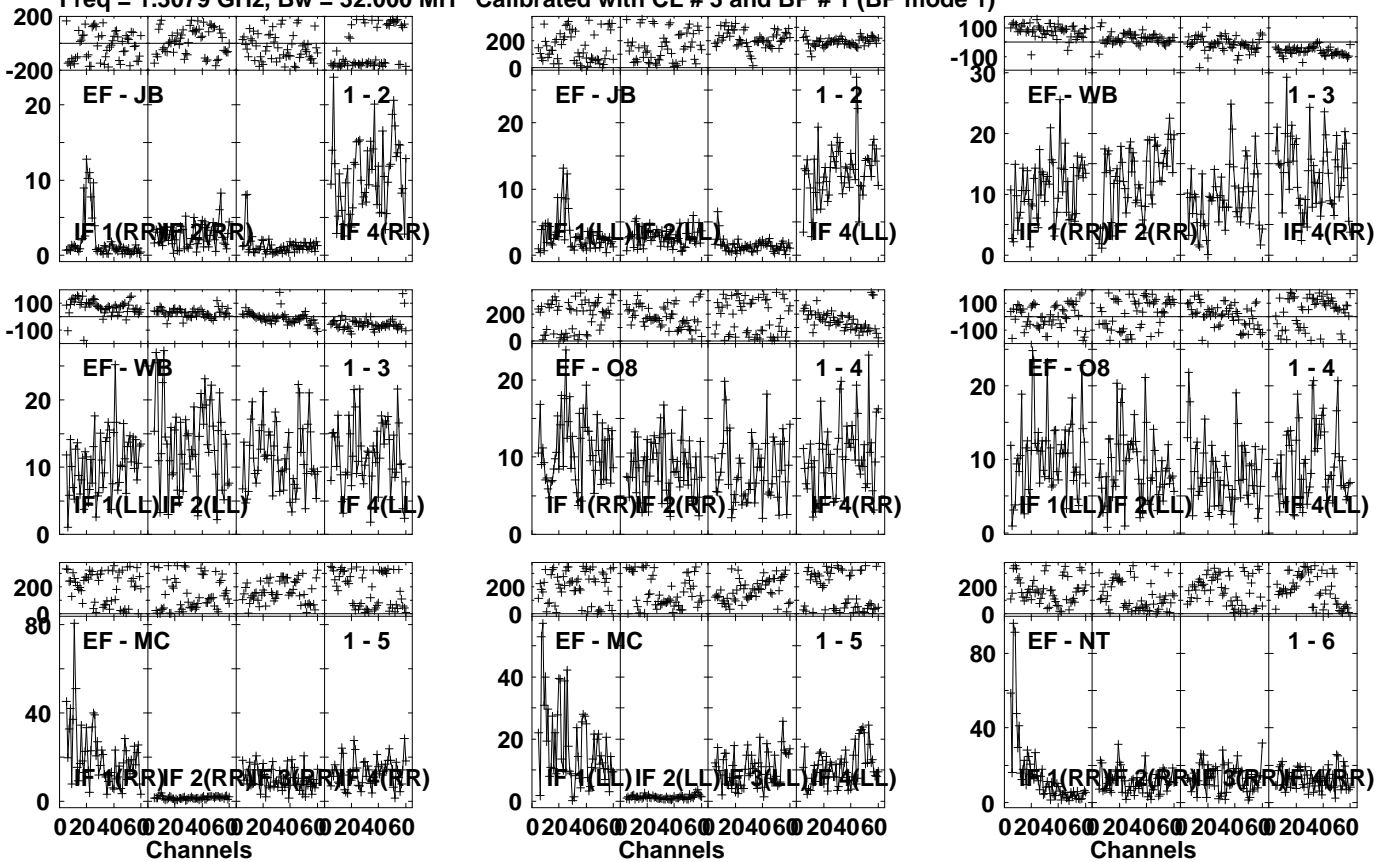 Freq = 1.5079 GHz, Bw = 32.000 MH Calibrated with CL # 3 and BP # 1 (BP mode 1)
200
-200
EF - JB 1 - 2
20
10
0
IF 1(RR) IF 2(RR) IF 4(RR)
200
0
EF - JB 1 - 2
20
10
0
IF 1(LL) IF 2(LL) IF 4(LL)
100
-100
30
EF - WB 1 - 3
20
10
0
IF 1(RR) IF 2(RR) IF 4(RR)
100
-100
EF - WB 1 - 3
20
10
0
IF 1(LL) IF 2(LL) IF 4(LL)
200
0
EF - O8 1 - 4
20
10
0
IF 1(RR) IF 2(RR) IF 4(RR)
100
-100
EF - O8 1 - 4
20
10
0
IF 1(LL) IF 2(LL) IF 4(LL)
200
0
80
EF - MC 1 - 5
40
0
IF 1(RR) IF 2(RR) IF 3(RR) IF 4(RR)
0 20 40 60 0 20 40 60 0 20 40 60 0 20 40 60
Channels
200
0
EF - MC 1 - 5
40
20
0
IF 1(LL) IF 2(LL) IF 3(LL) IF 4(LL)
0 20 40 60 0 20 40 60 0 20 40 60 0 20 40 60
Channels
200
0
EF - NT 1 - 6
80
40
0
IF 1(RR) IF 2(RR) IF 3(RR) IF 4(RR)
0 20 40 60 0 20 40 60 0 20 40 60 0 20 40 60
Channels